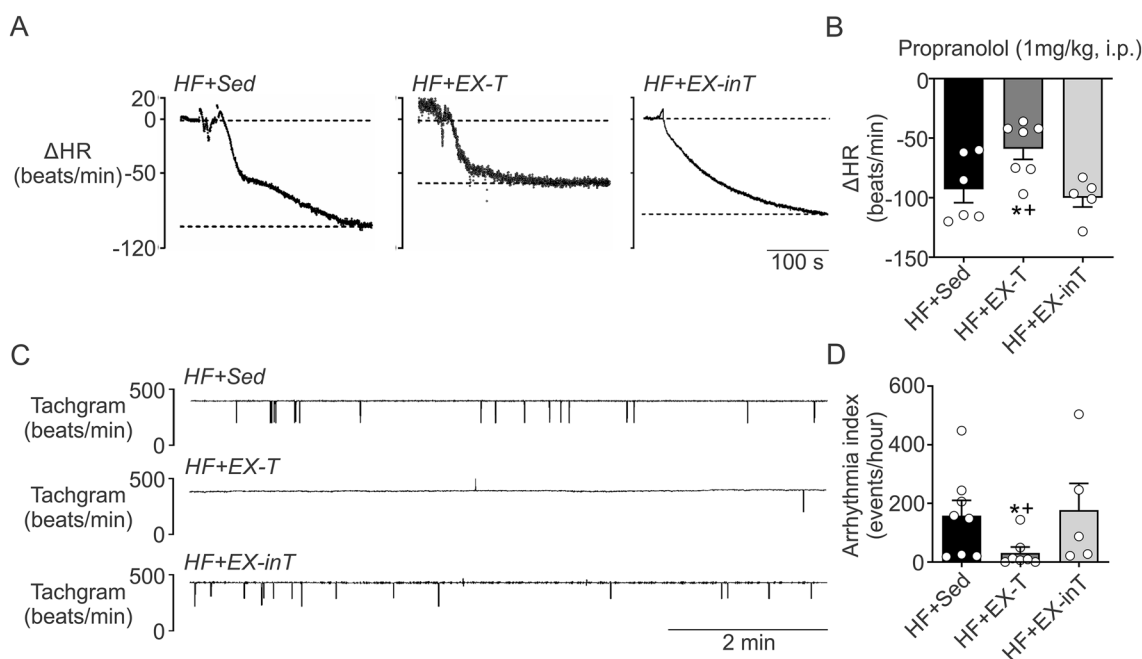 A
HF+Sed
HF+EX-T
HF+EX-inT
20
0
-50
-120
ΔHR
(beats/min)
100 s
B
Propranolol (1mg/kg, i.p.)
0
-50
-100
-150
ΔHR
(beats/min)
*+
HF+Sed
HF+EX-T
HF+EX-inT
C
HF+Sed
Tachgram
(beats/min)
500
0
HF+EX-T
Tachgram
(beats/min)
500
0
HF+EX-inT
Tachgram
(beats/min)
500
0
2 min
D
600
400
200
0
Arrhythmia index
(events/hour)
*+
HF+Sed
HF+EX-T
HF+EX-inT